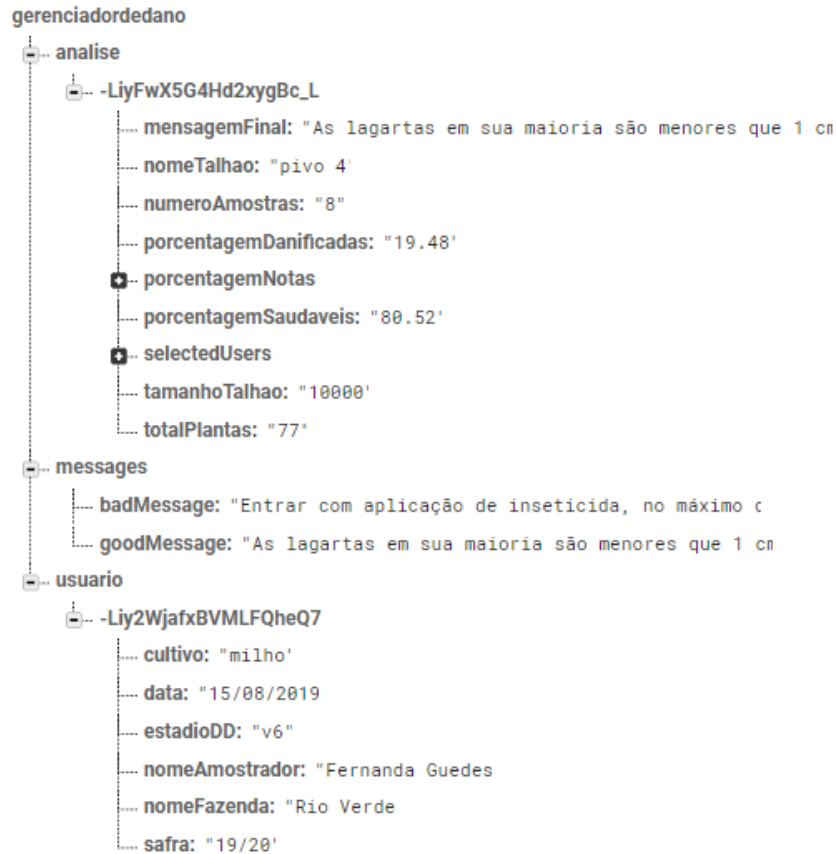 gerenciadordedano
analise
-LiyFwX5G4Hd2xygBc_L
mensagemFinal: "As lagartas em sua maioria são menores que 1 cm
nomeTalhao: "pivo 4'
numeroAmostras: "8"
porcentagemDanificadas: "19.48'
porcentagemNotas
porcentagemSaudaveis: "80.52'
selectedUsers
tamanhoTalhao: "10000'
totalPlantas: "77'
messages
badMessage: "Entrar com aplicação de inseticida, no máximo
goodMessage: "As lagartas em sua maioria são menores que 1 cm
usuario
-Liy2WjafxBVMLFQheQ7
cultivo: "milho'
data: "15/08/2019
estadioDD: "v6"
nomeAmostrador: "Fernanda Guedes
nomeFazenda: "Rio Verde
safra: "19/20'